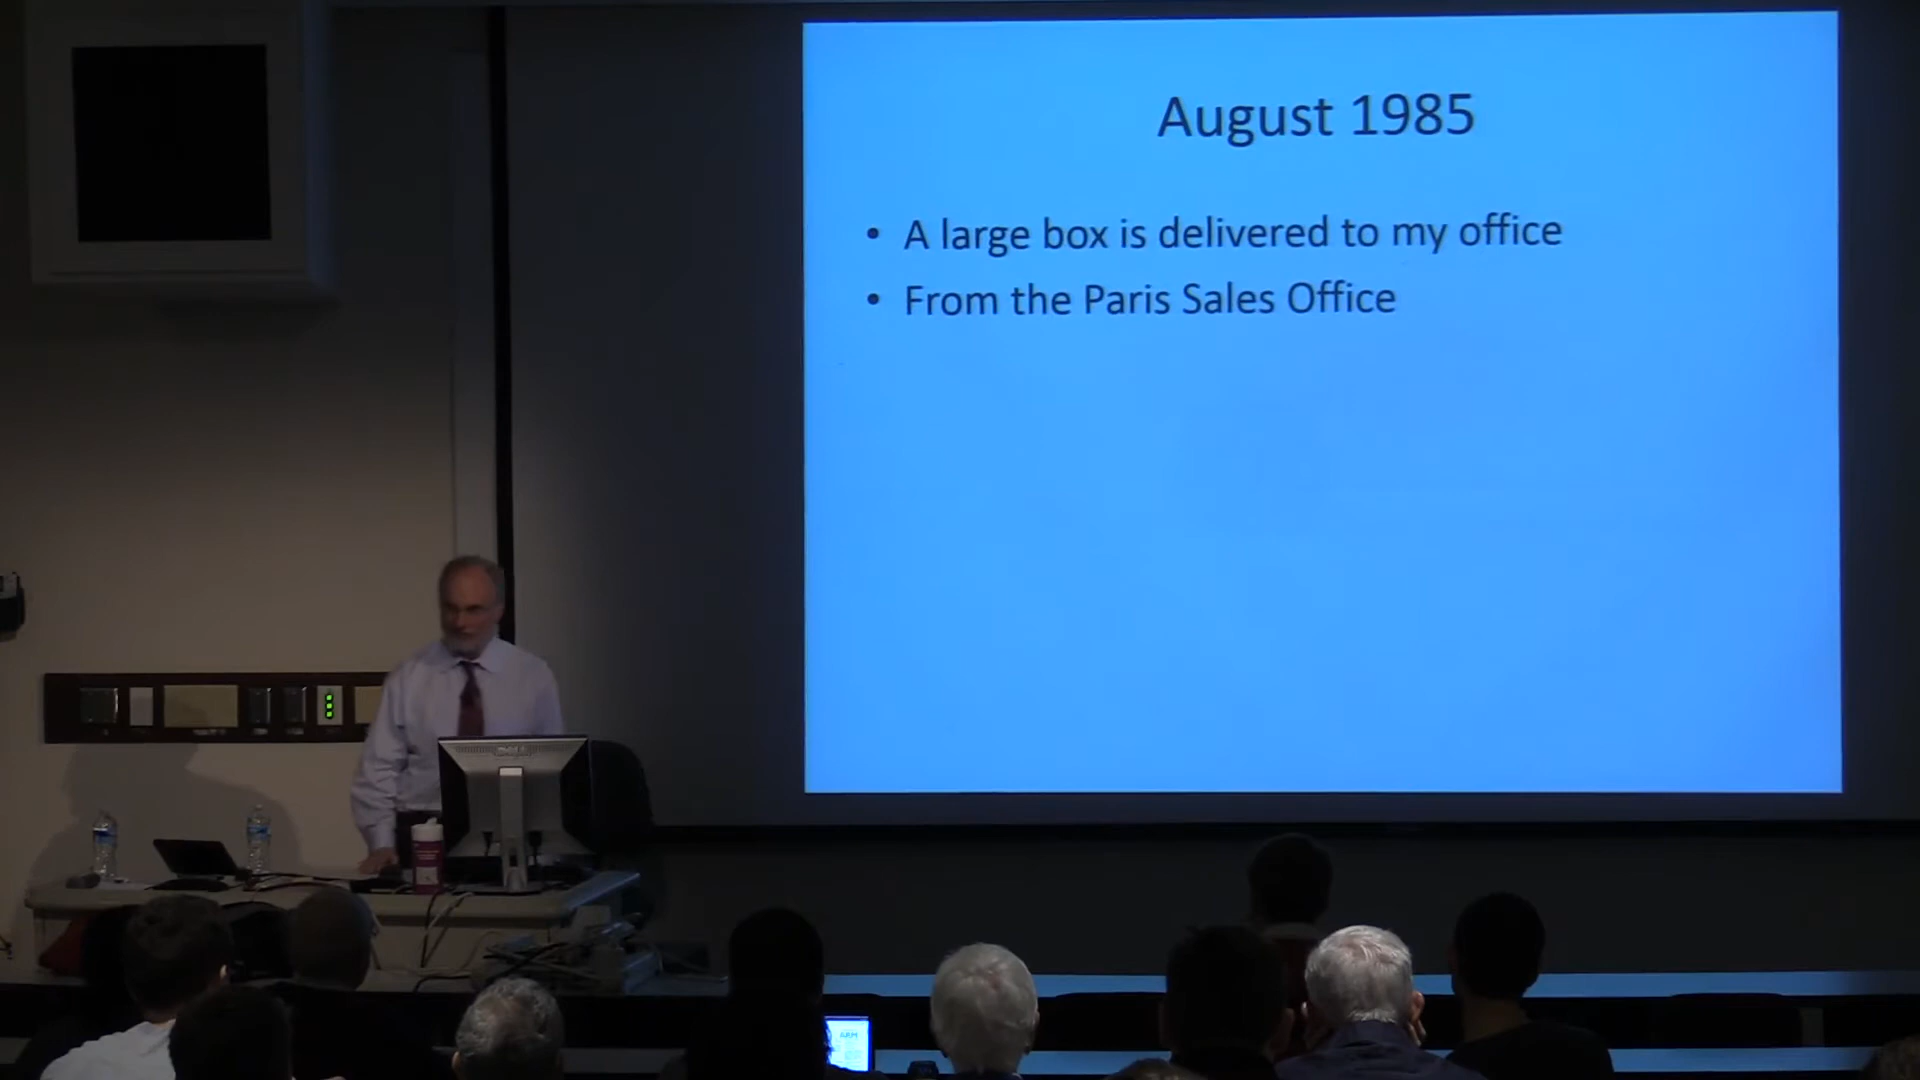 August 1985
• A large box is delivered to my office
• From the Paris Sales Office